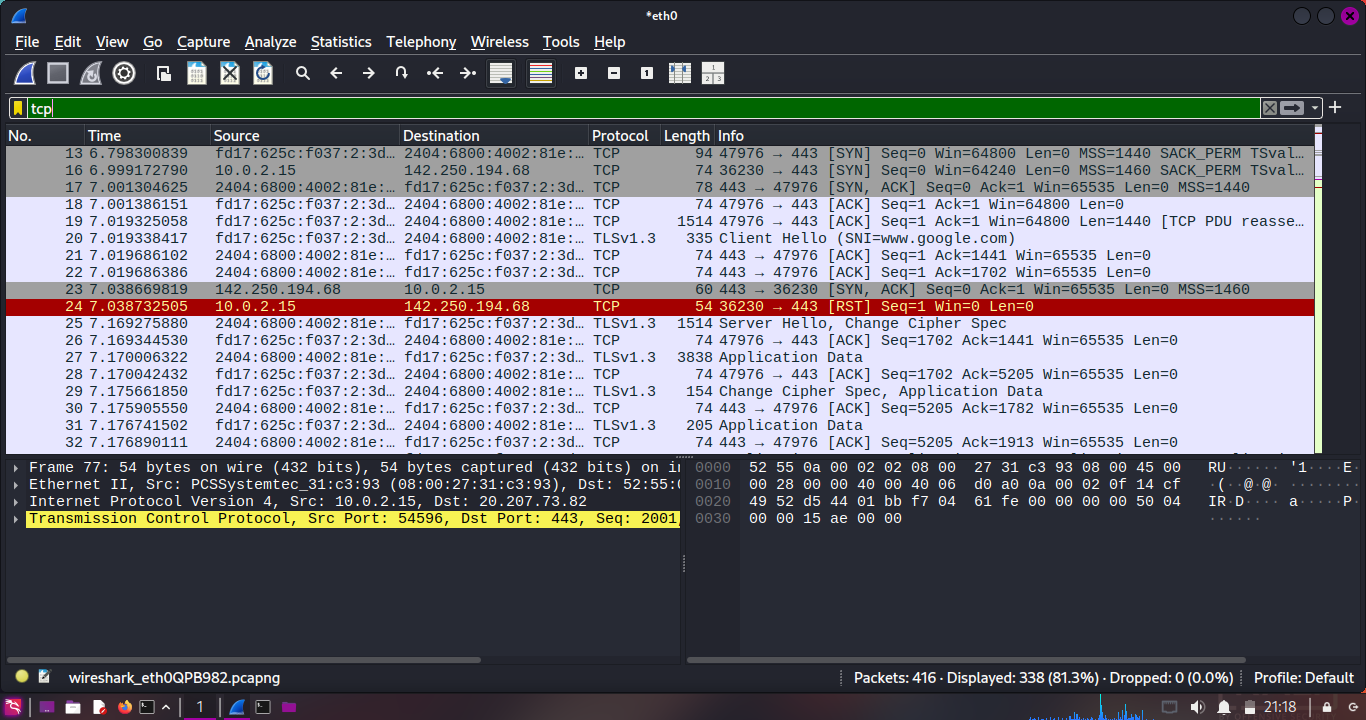 *eth0
File Edit View Go Capture Analyze Statistics Telephony Wireless Tools Help
tcp
No. Time Source Destination Protocol Length Info
13 6.798300839 fd17:625c:f037:2:3d… 2404:6800:4002:81e:… TCP 94 47976 → 443 [SYN] Seq=0 Win=64800 Len=0 MSS=1440 SACK_PERM TSval…
16 6.999172790 10.0.2.15 142.250.194.68 TCP 74 36230 → 443 [SYN] Seq=0 Win=64240 Len=0 MSS=1460 SACK_PERM TSval…
17 7.001304625 2404:6800:4002:81e:… fd17:625c:f037:2:3d… TCP 78 443 → 47976 [SYN, ACK] Seq=0 Ack=1 Win=65535 Len=0 MSS=1440
18 7.001386151 fd17:625c:f037:2:3d… 2404:6800:4002:81e:… TCP 74 47976 → 443 [ACK] Seq=1 Ack=1 Win=64800 Len=0
19 7.019325058 fd17:625c:f037:2:3d… 2404:6800:4002:81e:… TCP 1514 47976 → 443 [ACK] Seq=1 Ack=1 Win=64800 Len=1440 [TCP PDU reasse…
20 7.019338417 fd17:625c:f037:2:3d… 2404:6800:4002:81e:… TLSv1.3 335 Client Hello (SNI=www.google.com)
21 7.019686102 2404:6800:4002:81e:… fd17:625c:f037:2:3d… TCP 74 443 → 47976 [ACK] Seq=1 Ack=1441 Win=65535 Len=0
22 7.019686386 2404:6800:4002:81e:… fd17:625c:f037:2:3d… TCP 74 443 → 47976 [ACK] Seq=1 Ack=1702 Win=65535 Len=0
23 7.038669819 142.250.194.68 10.0.2.15 TCP 60 443 → 36230 [SYN, ACK] Seq=0 Ack=1 Win=65535 Len=0 MSS=1460
24 7.038732505 10.0.2.15 142.250.194.68 TCP 54 36230 → 443 [RST] Seq=1 Win=0 Len=0
25 7.169275880 2404:6800:4002:81e:… fd17:625c:f037:2:3d… TLSv1.3 1514 Server Hello, Change Cipher Spec
26 7.169344530 fd17:625c:f037:2:3d… 2404:6800:4002:81e:… TCP 74 47976 → 443 [ACK] Seq=1702 Ack=1441 Win=65535 Len=0
27 7.170006322 2404:6800:4002:81e:… fd17:625c:f037:2:3d… TLSv1.3 3838 Application Data
28 7.170042432 fd17:625c:f037:2:3d… 2404:6800:4002:81e:… TCP 74 47976 → 443 [ACK] Seq=1702 Ack=5205 Win=65535 Len=0
29 7.175661850 fd17:625c:f037:2:3d… 2404:6800:4002:81e:… TLSv1.3 154 Change Cipher Spec, Application Data
30 7.175905550 2404:6800:4002:81e:… fd17:625c:f037:2:3d… TCP 74 443 → 47976 [ACK] Seq=5205 Ack=1782 Win=65535 Len=0
31 7.176741502 fd17:625c:f037:2:3d… 2404:6800:4002:81e:… TLSv1.3 205 Application Data
32 7.176890111 2404:6800:4002:81e:… fd17:625c:f037:2:3d… TCP 74 443 → 47976 [ACK] Seq=5205 Ack=1913 Win=65535 Len=0
Frame 77: 54 bytes on wire (432 bits), 54 bytes captured (432 bits) on in
Ethernet II, Src: PCSSystemtec_31:c3:93 (08:00:27:31:c3:93), Dst: 52:55:0
Internet Protocol Version 4, Src: 10.0.2.15, Dst: 20.207.73.82
Transmission Control Protocol, Src Port: 54596, Dst Port: 443, Seq: 2001,
0000 52 55 0a 00 02 02 08 00 27 31 c3 93 08 00 45 00 RU······ '1····E·
0010 00 28 00 00 40 00 40 06 d0 a0 0a 00 02 0f 14 cf ·(··@·@· ········
0020 49 52 d5 44 01 bb f7 04 61 fe 00 00 00 00 50 04 IR·D···· a·····P·
0030 00 00 15 ae 00 00 ······
wireshark_eth0QPB982.pcapng
Packets: 416 · Displayed: 338 (81.3%) · Dropped: 0 (0.0%)
Profile: Default
1
21:18